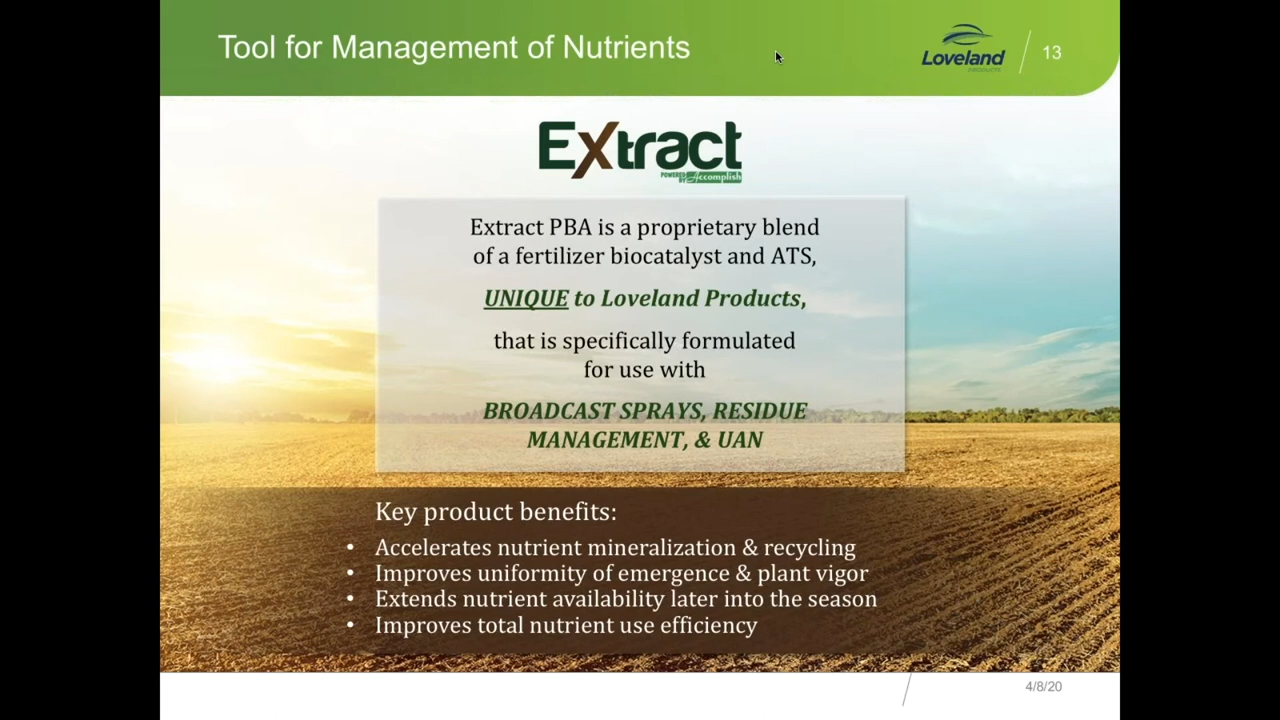 Tool for Management of Nutrients
Loveland
PRODUCTS
13
Extract
POWERED BY Accomplish
Extract PBA is a proprietary blend
of a fertilizer biocatalyst and ATS,
UNIQUE to Loveland Products,
that is specifically formulated
for use with
BROADCAST SPRAYS, RESIDUE
MANAGEMENT, & UAN
Key product benefits:
• Accelerates nutrient mineralization & recycling
• Improves uniformity of emergence & plant vigor
• Extends nutrient availability later into the season
• Improves total nutrient use efficiency
4/8/20